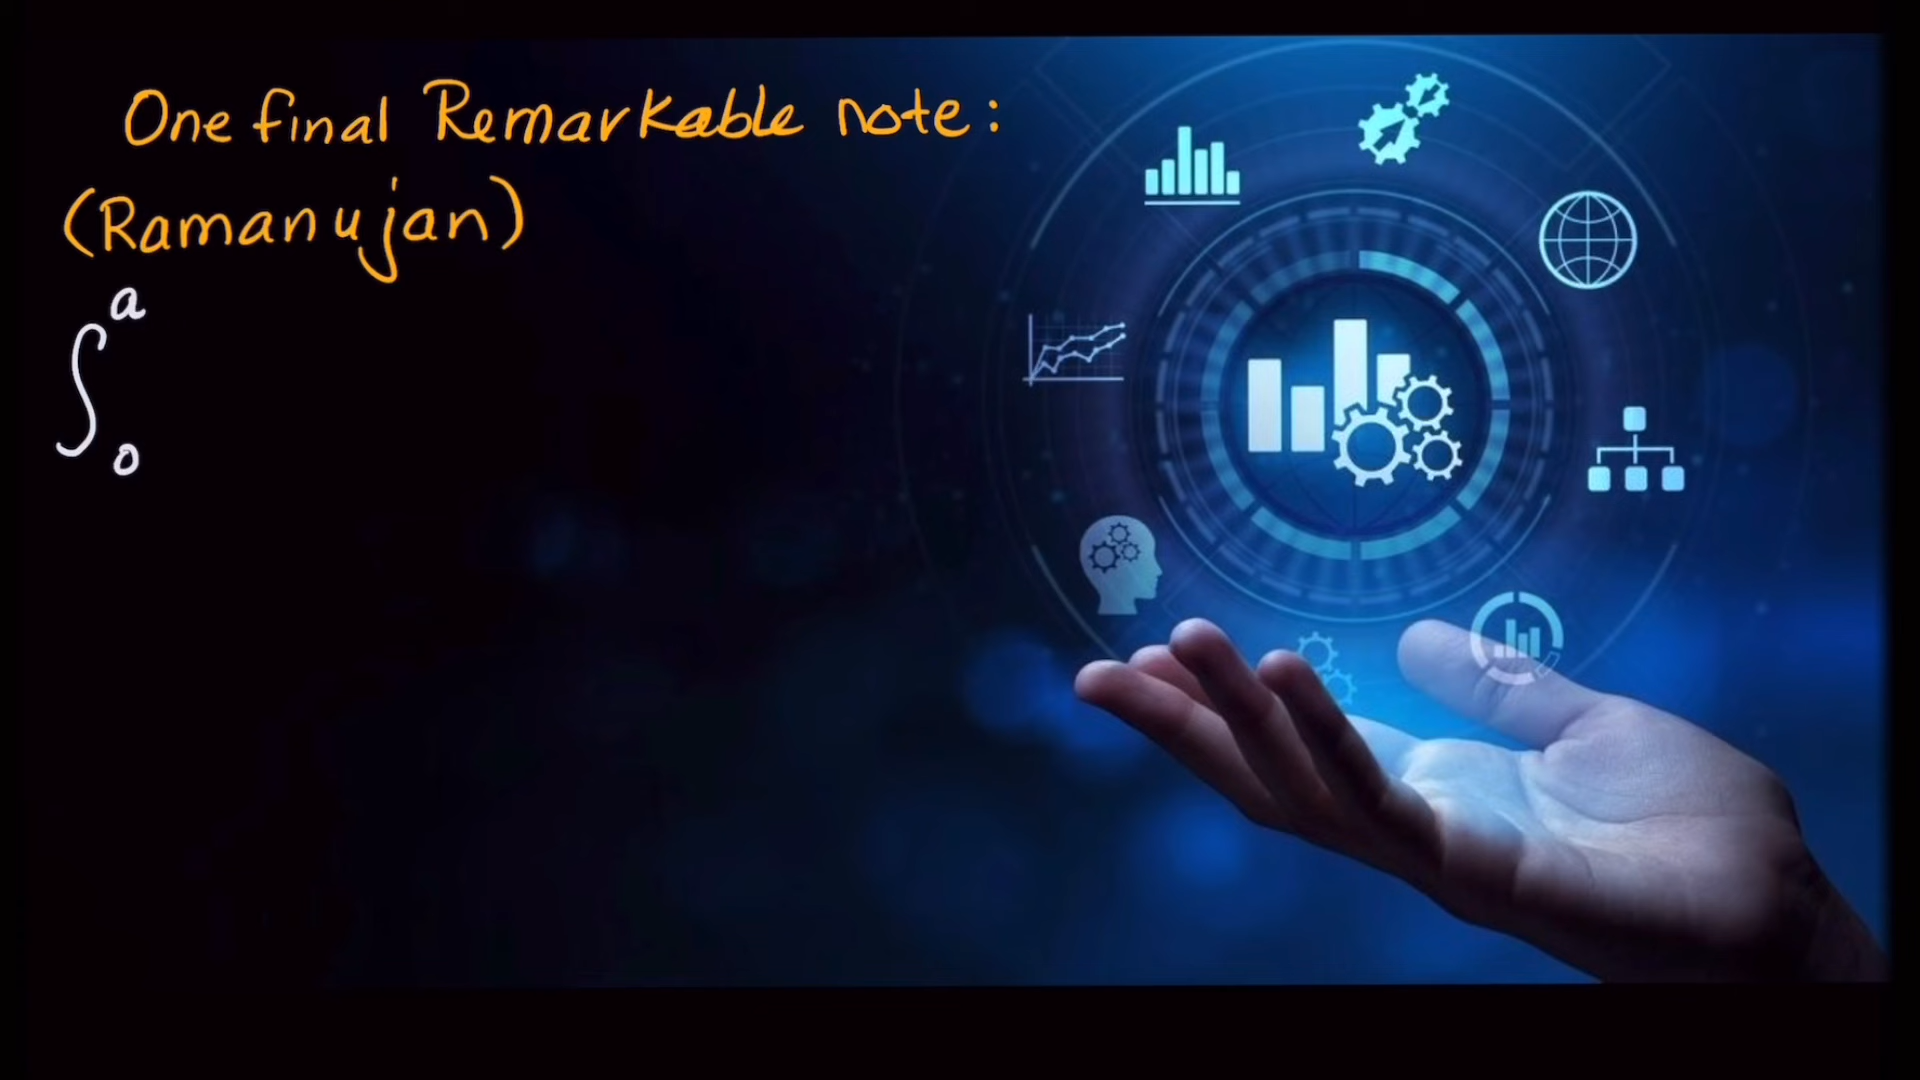 One final Remarkable note:
(Ramanujan)
∫₀ᵃ